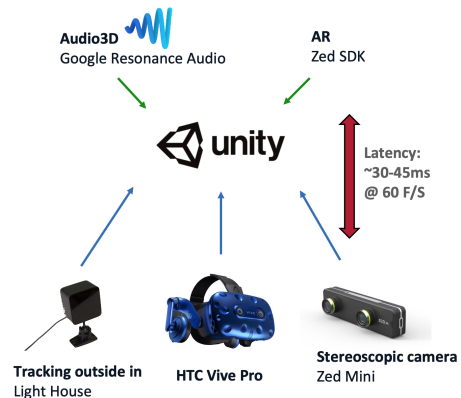 Audio3D
Google Resonance Audio
AR
Zed SDK
unity
Latency:
~30-45ms
@ 60 F/S
VIVE
Tracking outside in
Light House
HTC Vive Pro
Stereoscopic camera
Zed Mini